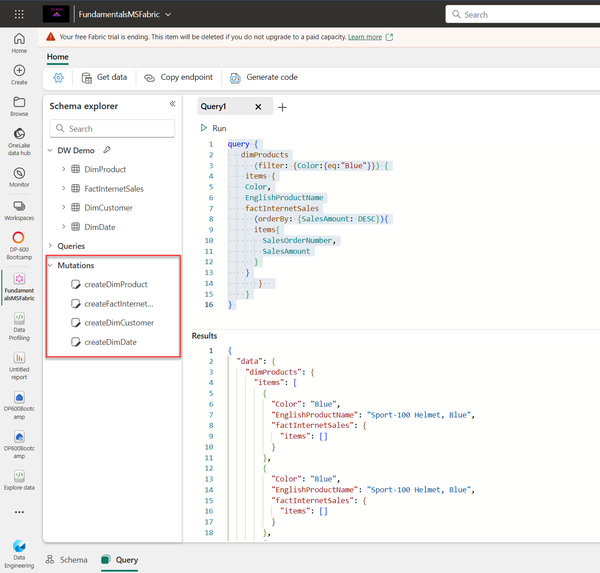 FundamentalsMSFabric
Search
Your free Fabric trial is ending. This item will be deleted if you do not upgrade to a paid capacity. Learn more
Home
Create
Browse
OneLake
data hub
Monitor
Workspaces
DP-600
Bootcamp
Fundament
alsMSFabric
Data
Profiling
Untitled
report
DP600Bootc
amp
DP600Bootc
amp
Explore data
Data
Engineering
Home
Get data
Copy endpoint
Generate code
Schema explorer
Search
DW Demo
DimProduct
FactInternetSales
DimCustomer
DimDate
Queries
Mutations
createDimProduct
createFactInternet...
createDimCustomer
createDimDate
Query1
Run
1 query {
2 dimProducts
3 (filter: {Color:{eq:"Blue"}}) {
4 items {
5 Color,
6 EnglishProductName
7 factInternetSales
8 (orderBy: {SalesAmount: DESC}){
9 items{
10 SalesOrderNumber,
11 SalesAmount
12 }
13 }
14 }
15 }
16 }
Results
1 {
2 "data": {
3 "dimProducts": {
4 "items": [
5 {
6 "Color": "Blue",
7 "EnglishProductName": "Sport-100 Helmet, Blue",
8 "factInternetSales": {
9 "items": []
10 }
11 },
12 {
13 "Color": "Blue",
14 "EnglishProductName": "Sport-100 Helmet, Blue",
15 "factInternetSales": {
16 "items": []
17 }
18 },
Schema
Query